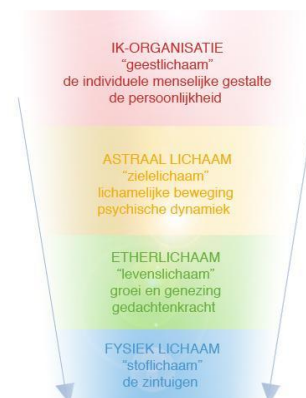 IK-ORGANISATIE
“geestlichaam”
de individuele menselijke gestalte
de persoonlijkheid
ASTRAAL LICHAAM
“zielelichaam”
lichamelijke beweging
psychische dynamiek
ETHERLICHAAM
“levenslichaam”
groei en genezing
gedachtenkracht
FYSIEK LICHAAM
“stoflichaam”
de zintuigen